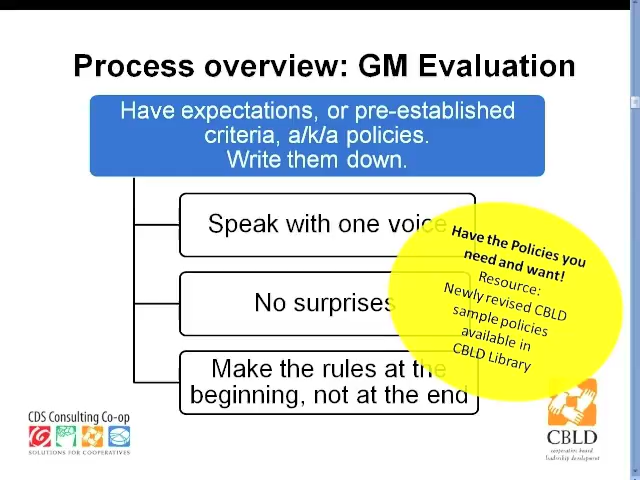 Process overview: GM Evaluation
Have expectations, or pre-established
criteria, a/k/a policies.
Write them down.
Speak with one voice
No surprises
Make the rules at the
beginning, not at the end
Have the Policies you
need and want!
Resource:
Newly revised CBLD
sample policies
available in
CBLD Library
CDS Consulting Co-op
SOLUTIONS FOR COOPERATIVES
CBLD
cooperative board
leadership development